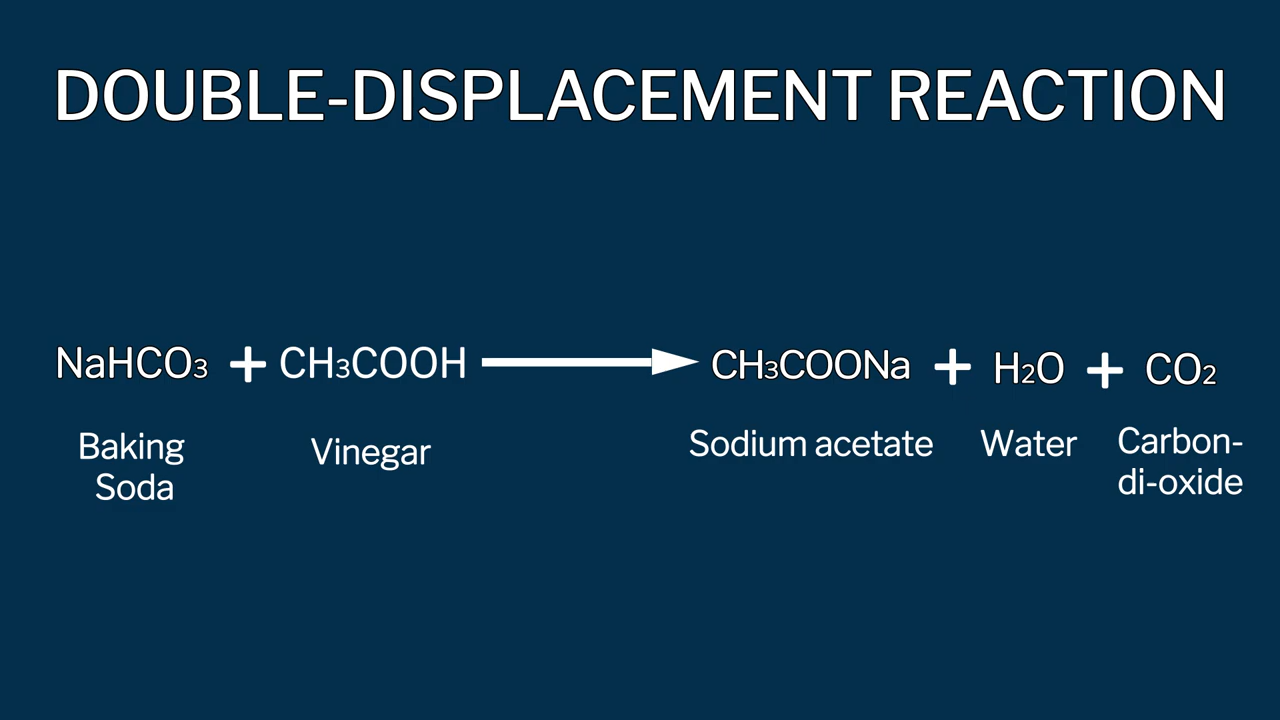 DOUBLE-DISPLACEMENT REACTION
NaHCO₃ + CH₃COOH → CH₃COONa + H₂O + CO₂
Baking Soda
Vinegar
Sodium acetate
Water
Carbon-
di-oxide